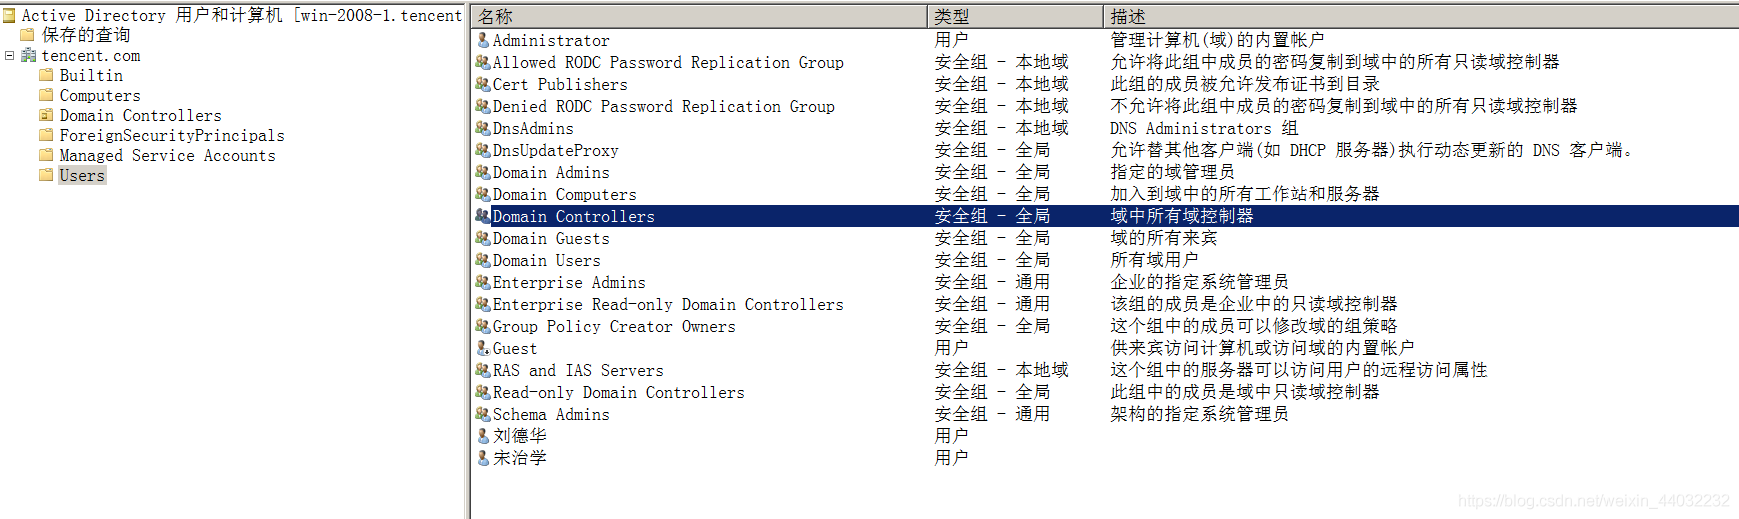 Active Directory 用户和计算机 [win-2008-1.tencent
保存的查询
tencent.com
Builtin
Computers
Domain Controllers
ForeignSecurityPrincipals
Managed Service Accounts
Users
名称 类型 描述
Administrator 用户 管理计算机(域)的内置帐户
Allowed RODC Password Replication Group 安全组 - 本地域 允许将此组中成员的密码复制到域中的所有只读域控制器
Cert Publishers 安全组 - 本地域 此组的成员被允许发布证书到目录
Denied RODC Password Replication Group 安全组 - 本地域 不允许将此组中成员的密码复制到域中的所有只读域控制器
DnsAdmins 安全组 - 本地域 DNS Administrators 组
DnsUpdateProxy 安全组 - 全局 允许替其他客户端(如 DHCP 服务器)执行动态更新的 DNS 客户端。
Domain Admins 安全组 - 全局 指定的域管理员
Domain Computers 安全组 - 全局 加入到域中的所有工作站和服务器
Domain Controllers 安全组 - 全局 域中所有域控制器
Domain Guests 安全组 - 全局 域的所有来宾
Domain Users 安全组 - 全局 所有域用户
Enterprise Admins 安全组 - 通用 企业的指定系统管理员
Enterprise Read-only Domain Controllers 安全组 - 通用 该组的成员是企业中的只读域控制器
Group Policy Creator Owners 安全组 - 全局 这个组中的成员可以修改域的组策略
Guest 用户 供来宾访问计算机或访问域的内置帐户
RAS and IAS Servers 安全组 - 本地域 这个组中的服务器可以访问用户的远程访问属性
Read-only Domain Controllers 安全组 - 全局 此组中的成员是域中只读域控制器
Schema Admins 安全组 - 通用 架构的指定系统管理员
刘德华 用户
宋治学 用户
https://blog.csdn.net/weixin_44032232